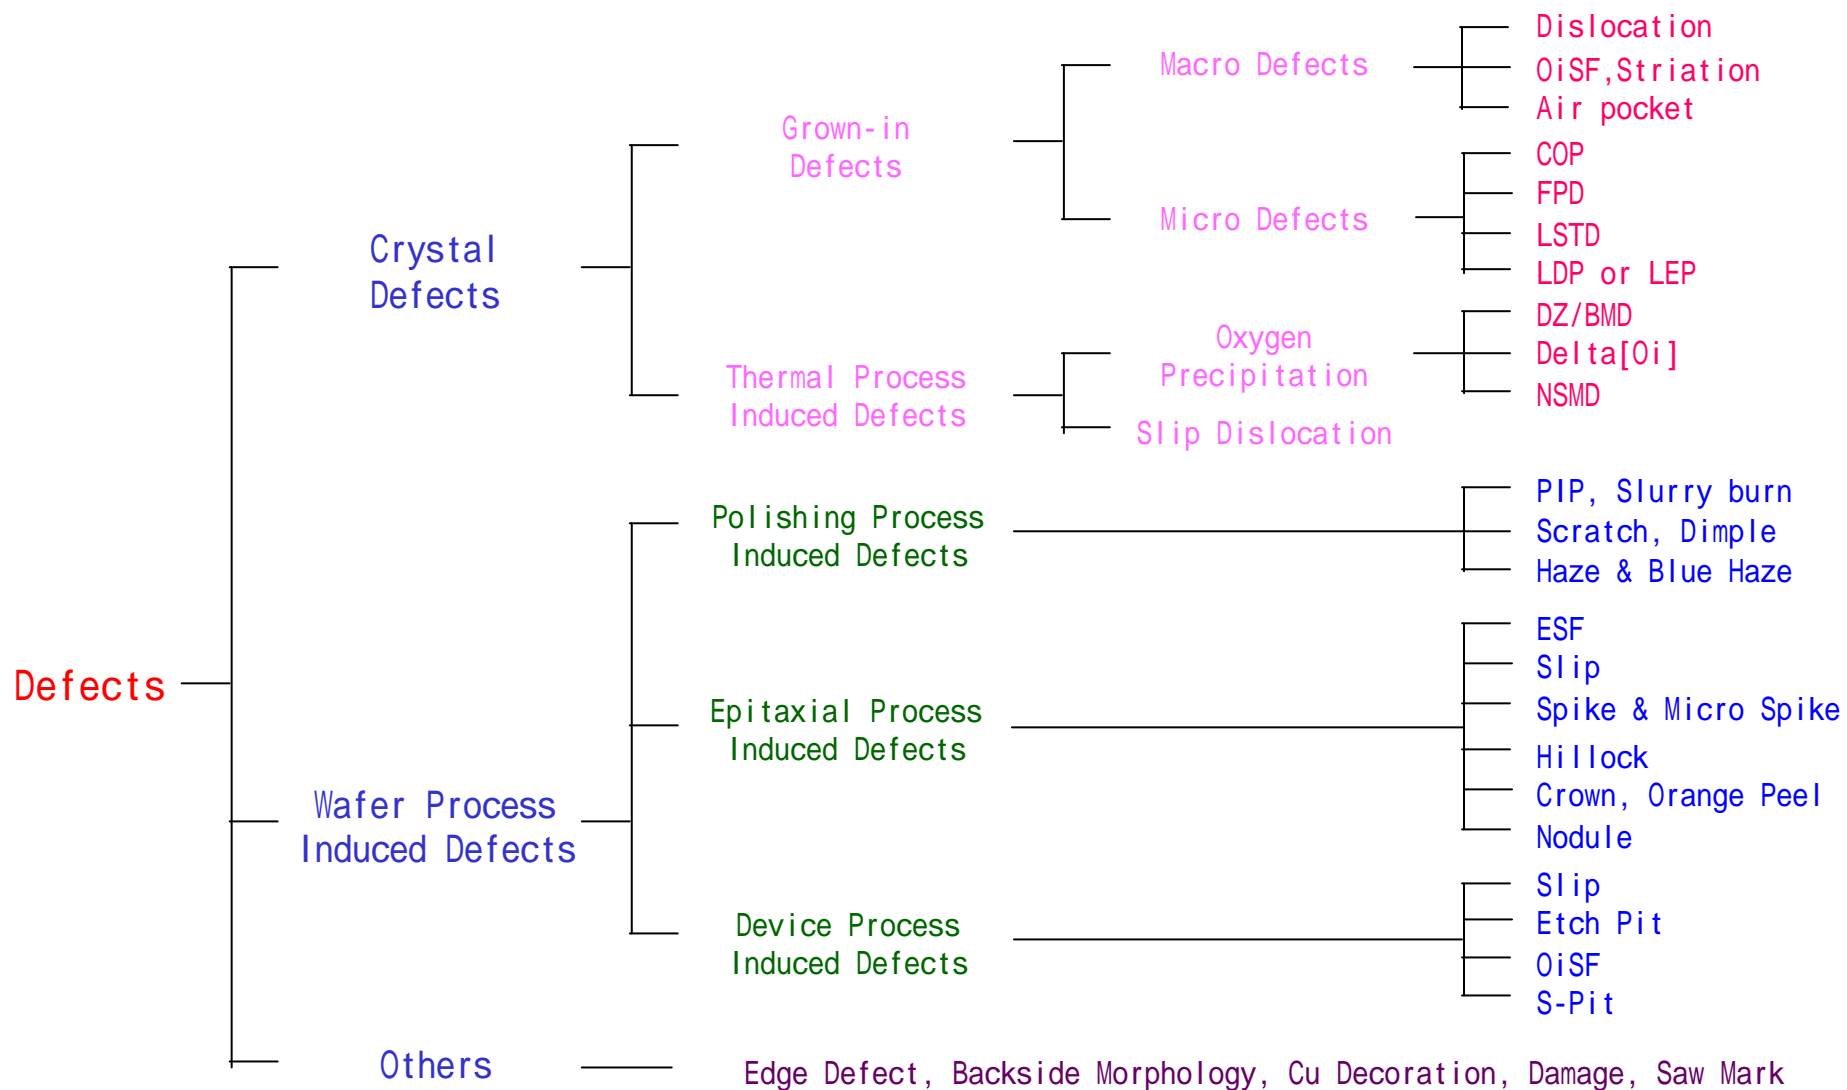 Dislocation
OiSF,Striation
Air pocket
Macro Defects
Grown-in
Defects
COP
FPD
LSTD
LDP or LEP
Micro Defects
Crystal
Defects
DZ/BMD
Delta[Oi]
NSMD
Oxygen
Precipitation
Thermal Process
Induced Defects
Slip Dislocation
PIP, Slurry burn
Scratch, Dimple
Haze & Blue Haze
Polishing Process
Induced Defects
ESF
Slip
Spike & Micro Spike
Hillock
Crown, Orange Peel
Nodule
Defects
Epitaxial Process
Induced Defects
Wafer Process
Induced Defects
Slip
Etch Pit
OiSF
S-Pit
Device Process
Induced Defects
Others
Edge Defect, Backside Morphology, Cu Decoration, Damage, Saw Mark